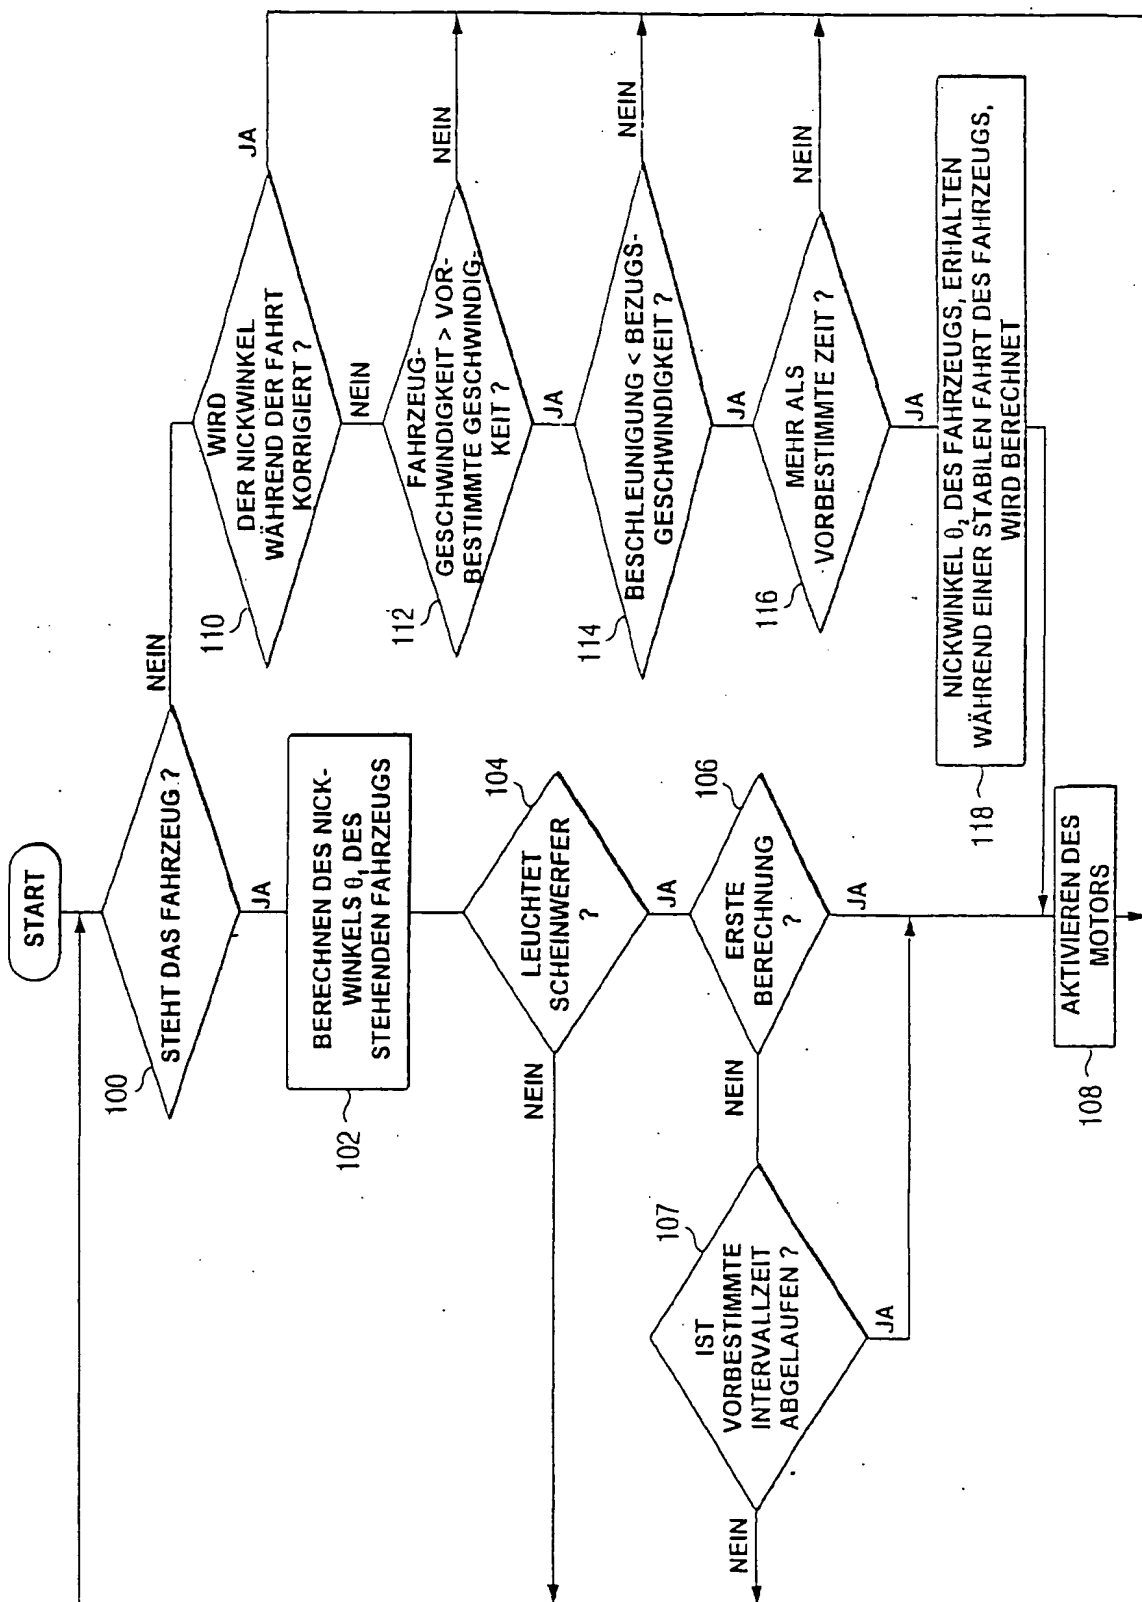 START
STEHT DAS FAHRZEUG ?
100
NEIN
JA
BERECHNEN DES NICK-
WINKELS θ₁ DES
STEHENDEN FAHRZEUGS
102
LEUCHTET
SCHEINWERFER
?
104
NEIN
JA
ERSTE
BERECHNUNG
?
106
NEIN
JA
IST
VORBESTIMMTE
INTERVALLZEIT
ABGELAUFEN ?
107
NEIN
JA
AKTIVIEREN DES
MOTORS
108
WIRD
DER NICKWINKEL
WÄHREND DER FAHRT
KORRIGIERT ?
110
JA
NEIN
FAHRZEUG-
GESCHWINDIGKEIT > VOR-
BESTIMMTE GESCHWINDIG-
KEIT ?
112
NEIN
JA
BESCHLEUNIGUNG < BEZUGS-
GESCHWINDIGKEIT ?
114
NEIN
JA
MEHR ALS
VORBESTIMMTE ZEIT ?
116
NEIN
JA
NICKWINKEL θ₂ DES FAHRZEUGS, ERHALTEN
WÄHREND EINER STABILEN FAHRT DES FAHRZEUGS,
WIRD BERECHNET
118